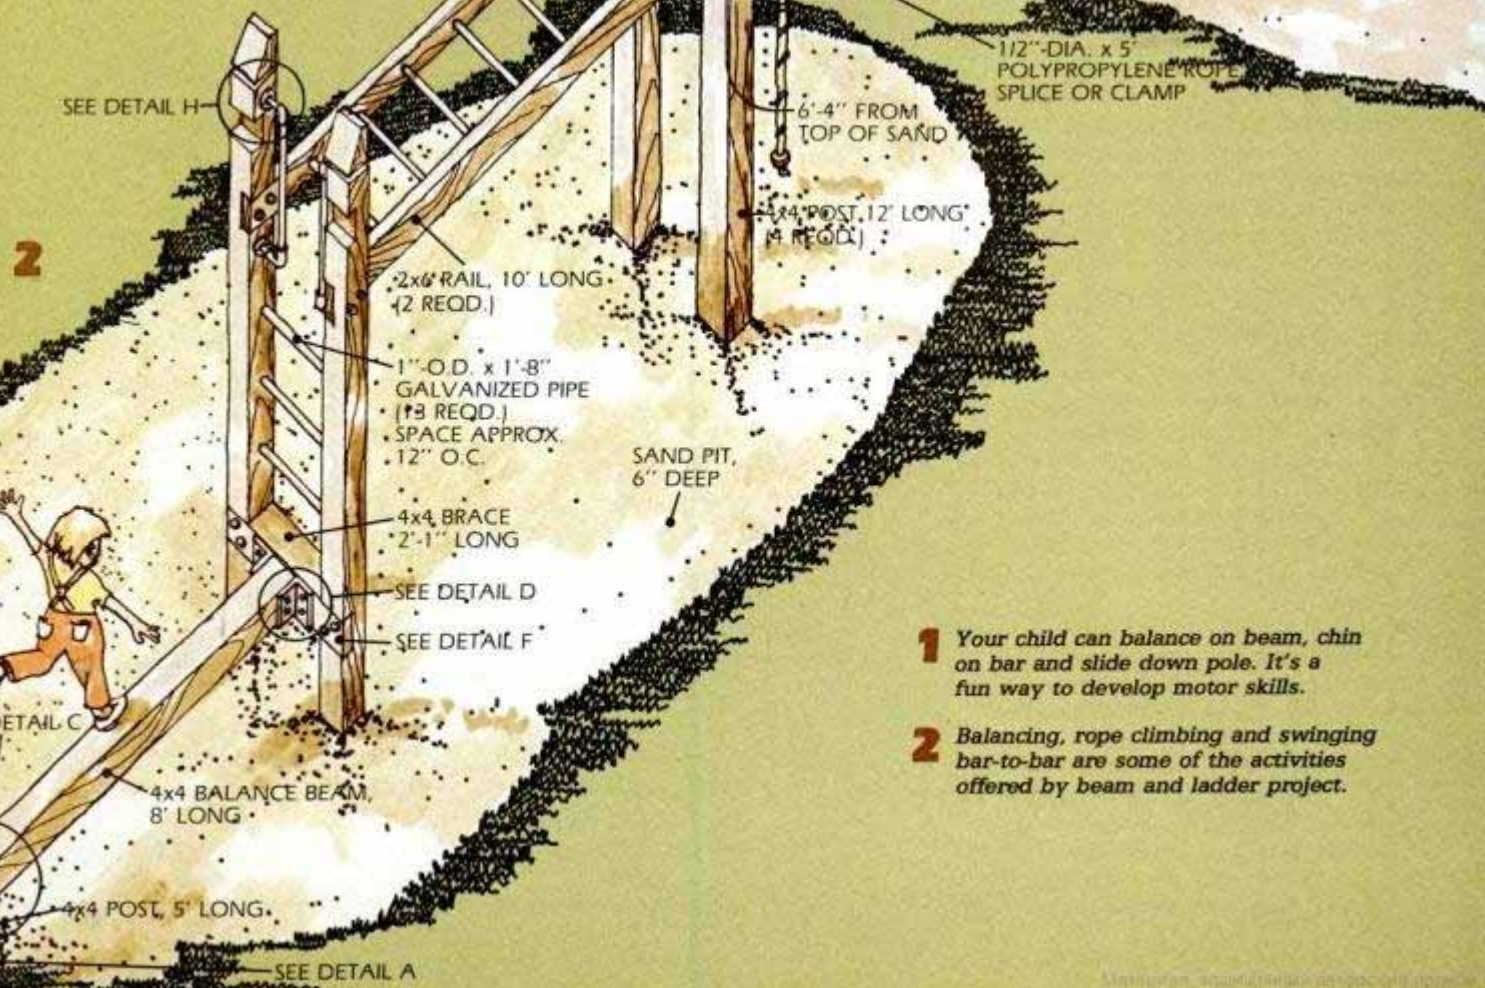 1/2"-DIA. x 5'
POLYPROPYLENE ROPE,
SPLICE OR CLAMP
SEE DETAIL H
6'-4" FROM
TOP OF SAND
4x4 POST, 12' LONG
(4 REQD.)
2
2x6 RAIL, 10' LONG
(2 REQD.)
1"-O.D. x 1'-8"
GALVANIZED PIPE
(13 REQD.)
SPACE APPROX.
12" O.C.
SAND PIT,
6" DEEP
4x4 BRACE
2'-1" LONG
SEE DETAIL D
SEE DETAIL F
1 Your child can balance on beam, chin
on bar and slide down pole. It's a
fun way to develop motor skills.
2 Balancing, rope climbing and swinging
bar-to-bar are some of the activities
offered by beam and ladder project.
ETAIL C
4x4 BALANCE BEAM,
8' LONG
4x4 POST, 5' LONG
SEE DETAIL A